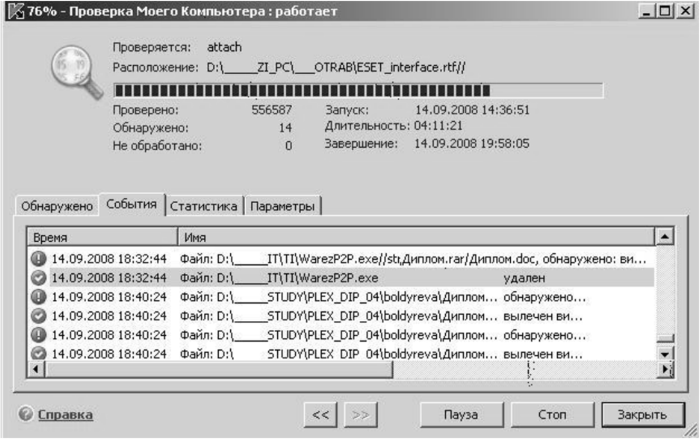 76% - Проверка Моего Компьютера : работает
Проверяется: attach
Расположение: D:\_____ZI_PC\___OTRAB\ESET_interface.rtf//
Проверено: 556587 Запуск: 14.09.2008 14:36:51
Обнаружено: 14 Длительность: 04:11:21
Не обработано: 0 Завершение: 14.09.2008 19:58:05
Обнаружено События Статистика Параметры
Время Имя
14.09.2008 18:32:44 Файл: D:\_____IT\TI\WarezP2P.exe//str,Диплом.rar/Диплом.doc, обнаружено: ви...
14.09.2008 18:32:44 Файл: D:\_____IT\TI\WarezP2P.exe удален
14.09.2008 18:40:24 Файл: D:\_____STUDY\PLEX_DIP_04\boldyreva\Диплом... обнаружено...
14.09.2008 18:40:24 Файл: D:\_____STUDY\PLEX_DIP_04\boldyreva\Диплом... вылечен ви...
14.09.2008 18:40:24 Файл: D:\_____STUDY\PLEX_DIP_04\boldyreva\Диплом... обнаружено...
14.09.2008 18:40:24 Файл: D:\_____STUDY\PLEX_DIP_04\boldyreva\Диплом... вылечен ви...
Справка << >> Пауза Стоп Закрыть